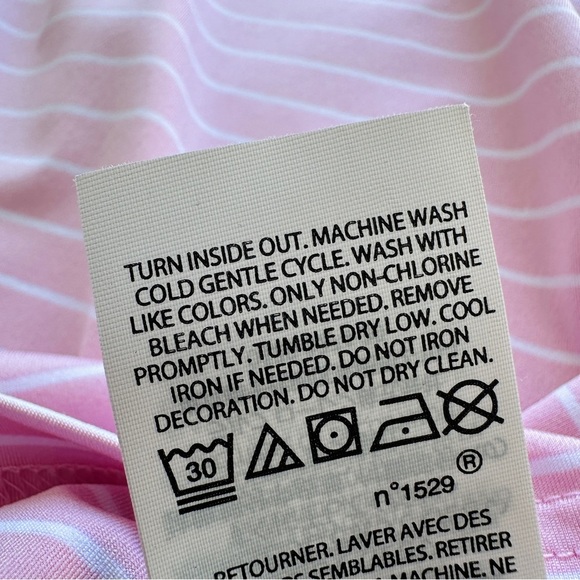 TURN INSIDE OUT. MACHINE WASH
COLD GENTLE CYCLE. WASH WITH
LIKE COLORS. ONLY NON-CHLORINE
BLEACH WHEN NEEDED. REMOVE
PROMPTLY. TUMBLE DRY LOW. COOL
IRON IF NEEDED. DO NOT IRON
DECORATION. DO NOT DRY CLEAN.
30
n°1529®
RETOURNER. LAVER AVEC DES
SEMBLABLES. RETIRER
MACHINE. NE